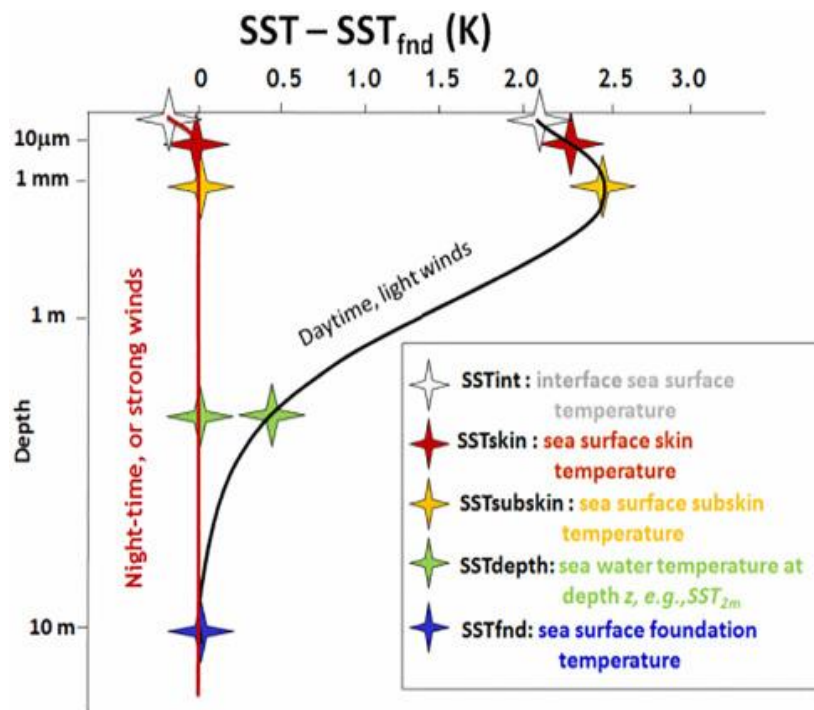 SST – SSTfnd (K)
0 0.5 1.0 1.5 2.0 2.5 3.0
10μm
1 mm
1 m
10 m
Depth
Night-time, or strong winds
Daytime, light winds
SSTint : interface sea surface
temperature
SSTskin : sea surface skin
temperature
SSTsubskin : sea surface subskin
temperature
SSTdepth: sea water temperature at
depth z, e.g.,SST2m
SSTfnd: sea surface foundation
temperature